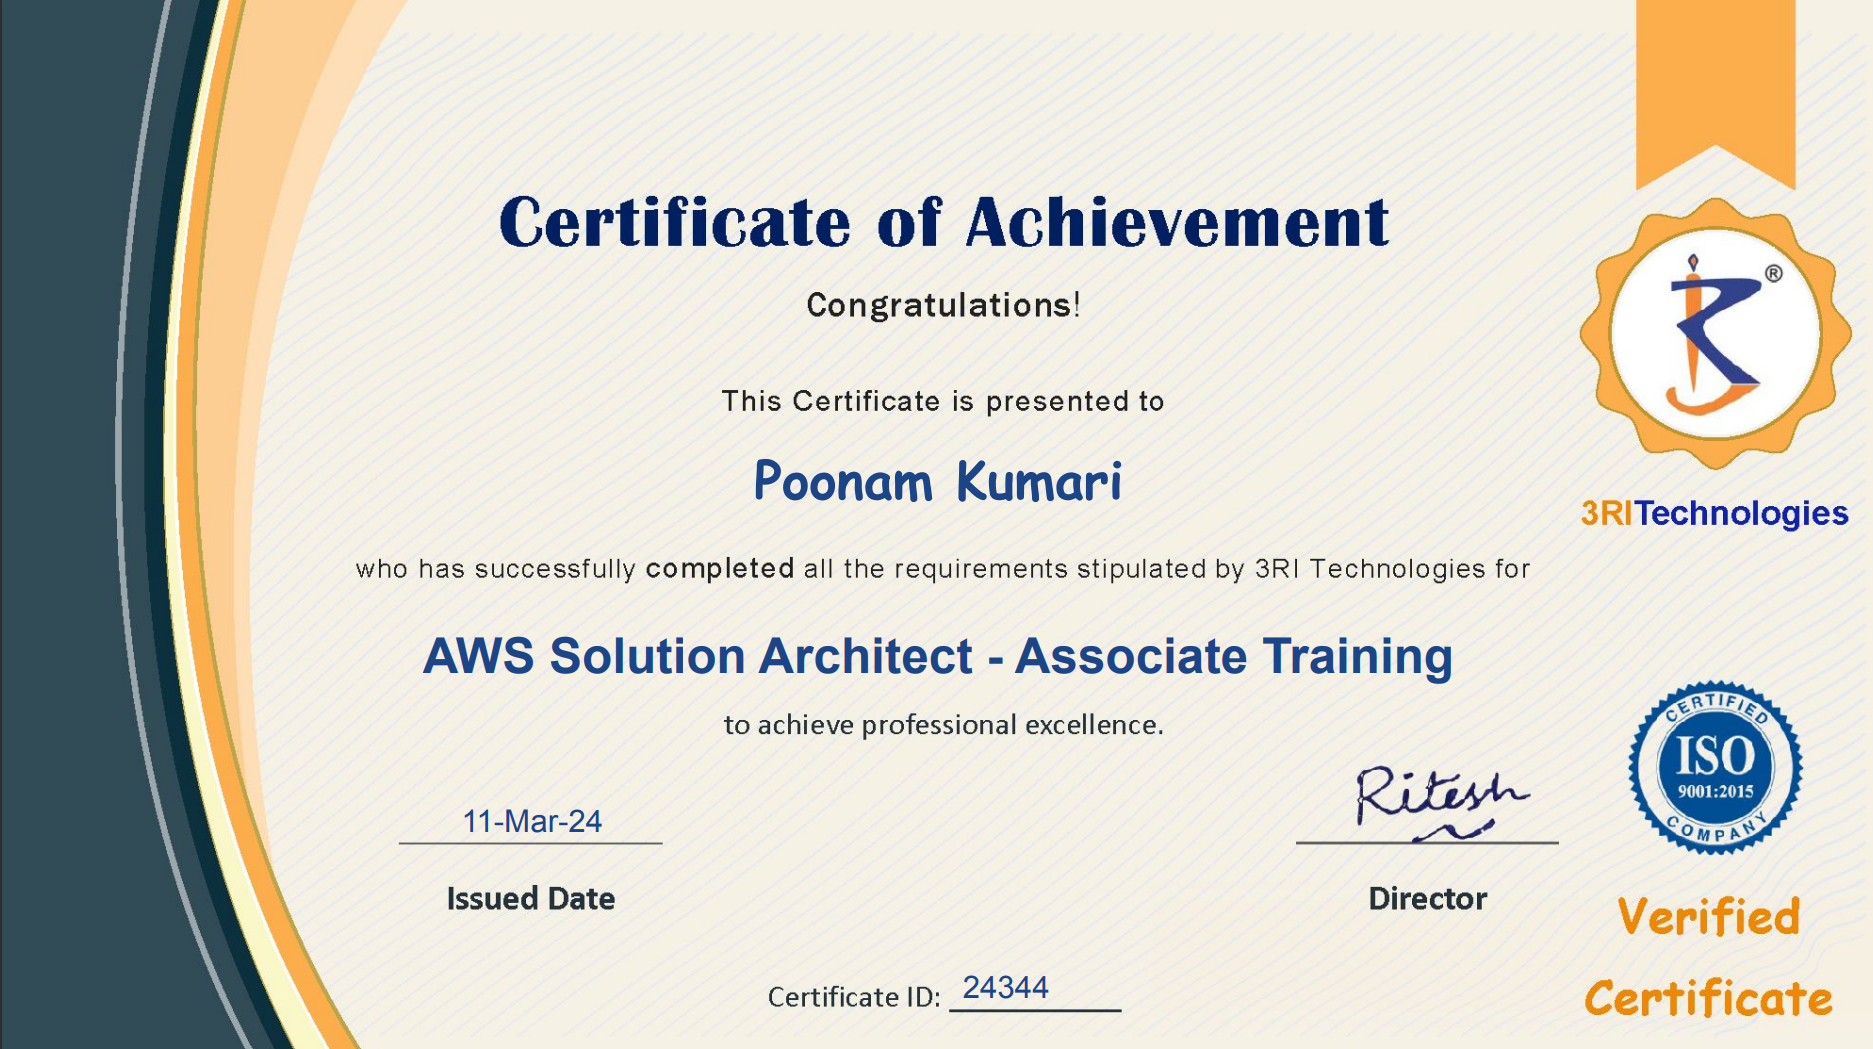 Certificate of Achievement
Congratulations!
This Certificate is presented to
Poonam Kumari
who has successfully completed all the requirements stipulated by 3RI Technologies for
AWS Solution Architect - Associate Training
to achieve professional excellence.
11-Mar-24
Issued Date
Ritesh
Director
Certificate ID: 24344
®
3RITechnologies
CERTIFIED
ISO
9001:2015
COMPANY
Verified
Certificate